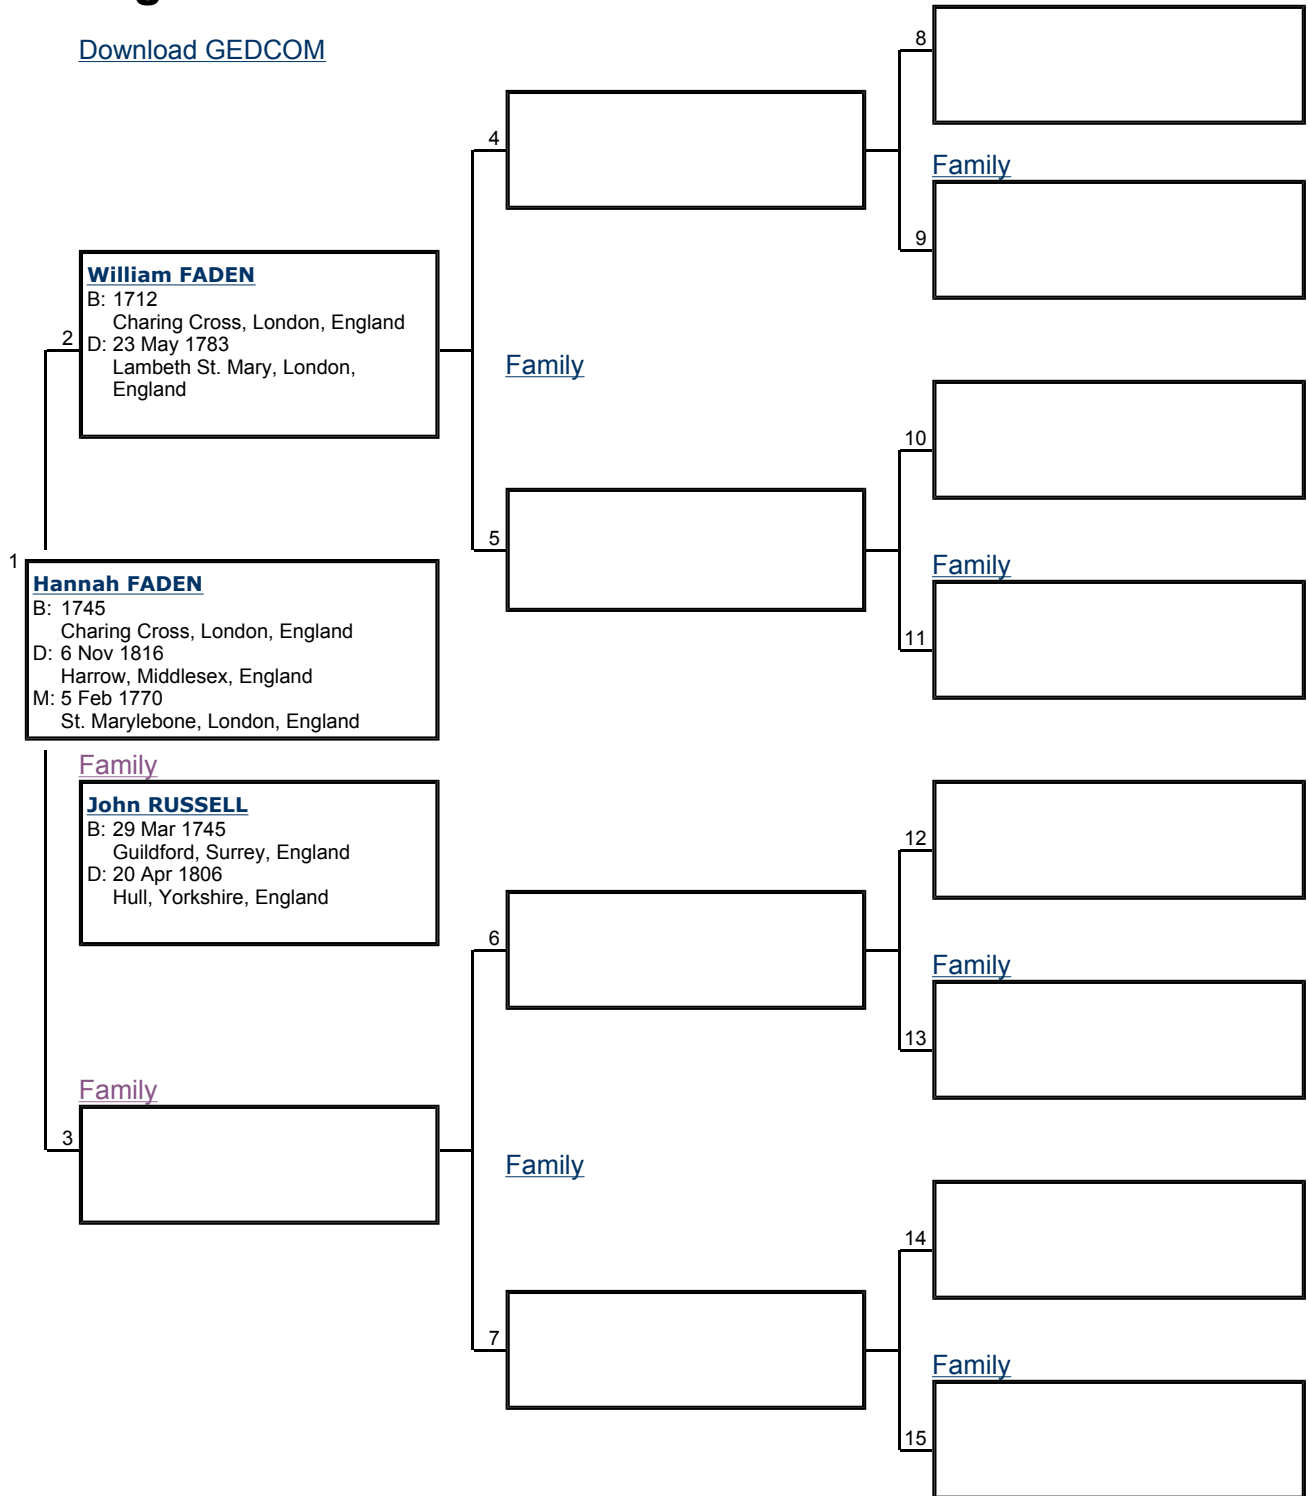 Download GEDCOM
8
4
Family
9
William FADEN
B: 1712
Charing Cross, London, England
2
D: 23 May 1783
Lambeth St. Mary, London,
England
Family
10
5
1
Hannah FADEN
B: 1745
Charing Cross, London, England
D: 6 Nov 1816
Harrow, Middlesex, England
M: 5 Feb 1770
St. Marylebone, London, England
Family
11
Family
John RUSSELL
B: 29 Mar 1745
Guildford, Surrey, England
D: 20 Apr 1806
Hull, Yorkshire, England
12
6
Family
13
Family
3
Family
14
7
Family
15